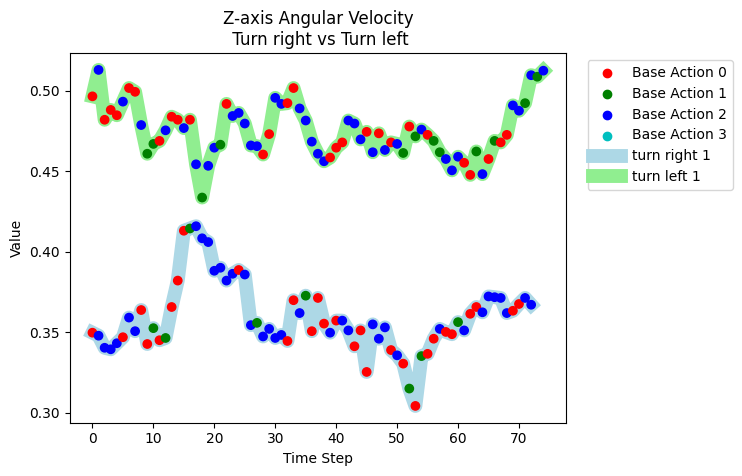 Z-axis Angular Velocity
Turn right vs Turn left
Value
0.50
0.45
0.40
0.35
0.30
0 10 20 30 40 50 60 70
Time Step
Base Action 0
Base Action 1
Base Action 2
Base Action 3
turn right 1
turn left 1